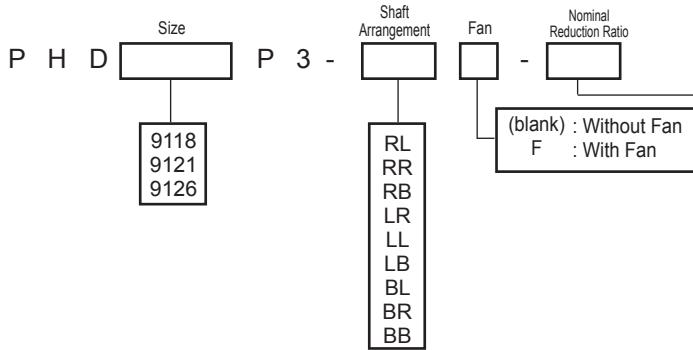 Size
Shaft
Arrangement
Fan
Nominal
Reduction Ratio
P H D P 3 - -
9118
9121
9126
RL
RR
RB
LR
LL
LB
BL
BR
BB
(blank) : Without Fan
F : With Fan